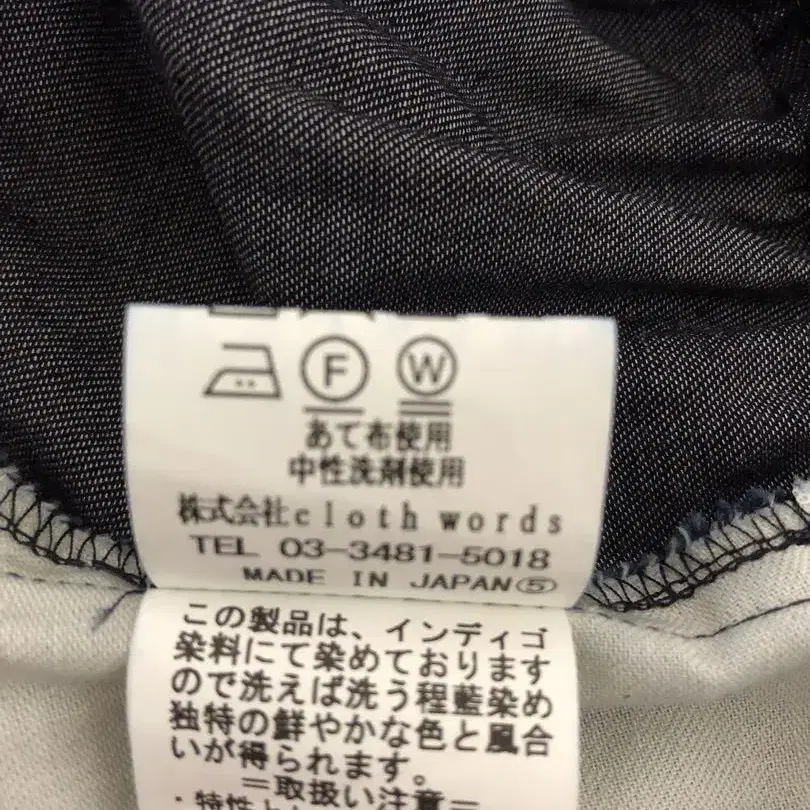 F W
あて布使用
中性洗剤使用
株式会社cloth words
TEL 03-3481-5018
MADE IN JAPAN⑤
この製品は、インディゴ
染料にて染めております
ので洗えば洗う程藍染め
独特の鮮やかな色と風合
いが得られます。
=取扱い注意=
・特性と